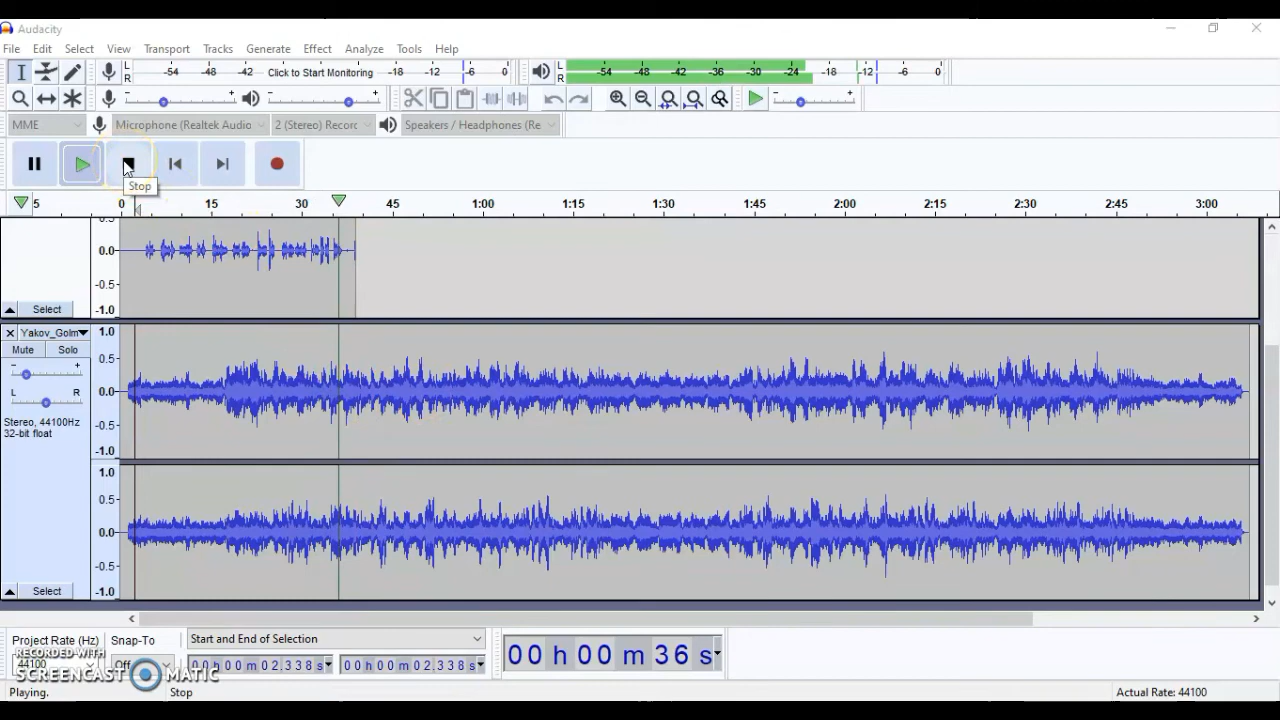 Audacity
File Edit Select View Transport Tracks Generate Effect Analyze Tools Help
L R -54 -48 -42 Click to Start Monitoring -18 -12 -6 0 L R -54 -48 -42 -36 -30 -24 -18 -12 -6 0
MME Microphone (Realtek Audio 2 (Stereo) Recorc Speakers / Headphones (Re
Stop
5 0 15 30 45 1:00 1:15 1:30 1:45 2:00 2:15 2:30 2:45 3:00
0.5
0.0
-0.5
-1.0
Select
Yakov_Golm 1.0
Mute Solo
0.5
L R
0.0
Stereo, 44100Hz
32-bit float
-0.5
-1.0
1.0
0.5
0.0
-0.5
-1.0
Select
Project Rate (Hz) Snap-To Start and End of Selection
44100 Off 00 h 00 m 02.338 s 00 h 00 m 02.338 s 00 h 00 m 36 s
RECORDED WITH
SCREENCAST MATIC
Playing. Stop Actual Rate: 44100